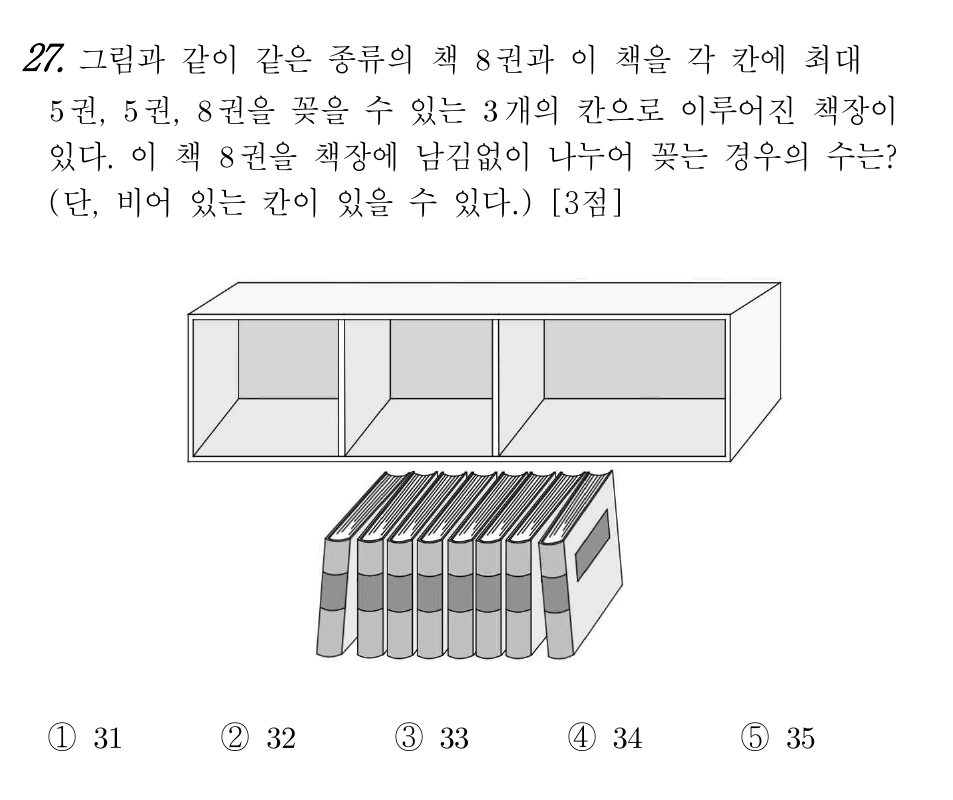 27. 그림과 같이 같은 종류의 책 8권과 이 책을 각 칸에 최대
5권, 5권, 8권을 꽂을 수 있는 3개의 칸으로 이루어진 책장이
있다. 이 책 8권을 책장에 남김없이 나누어 꽂는 경우의 수는?
(단, 비어 있는 칸이 있을 수 있다.) [3점]
① 31 ② 32 ③ 33 ④ 34 ⑤ 35